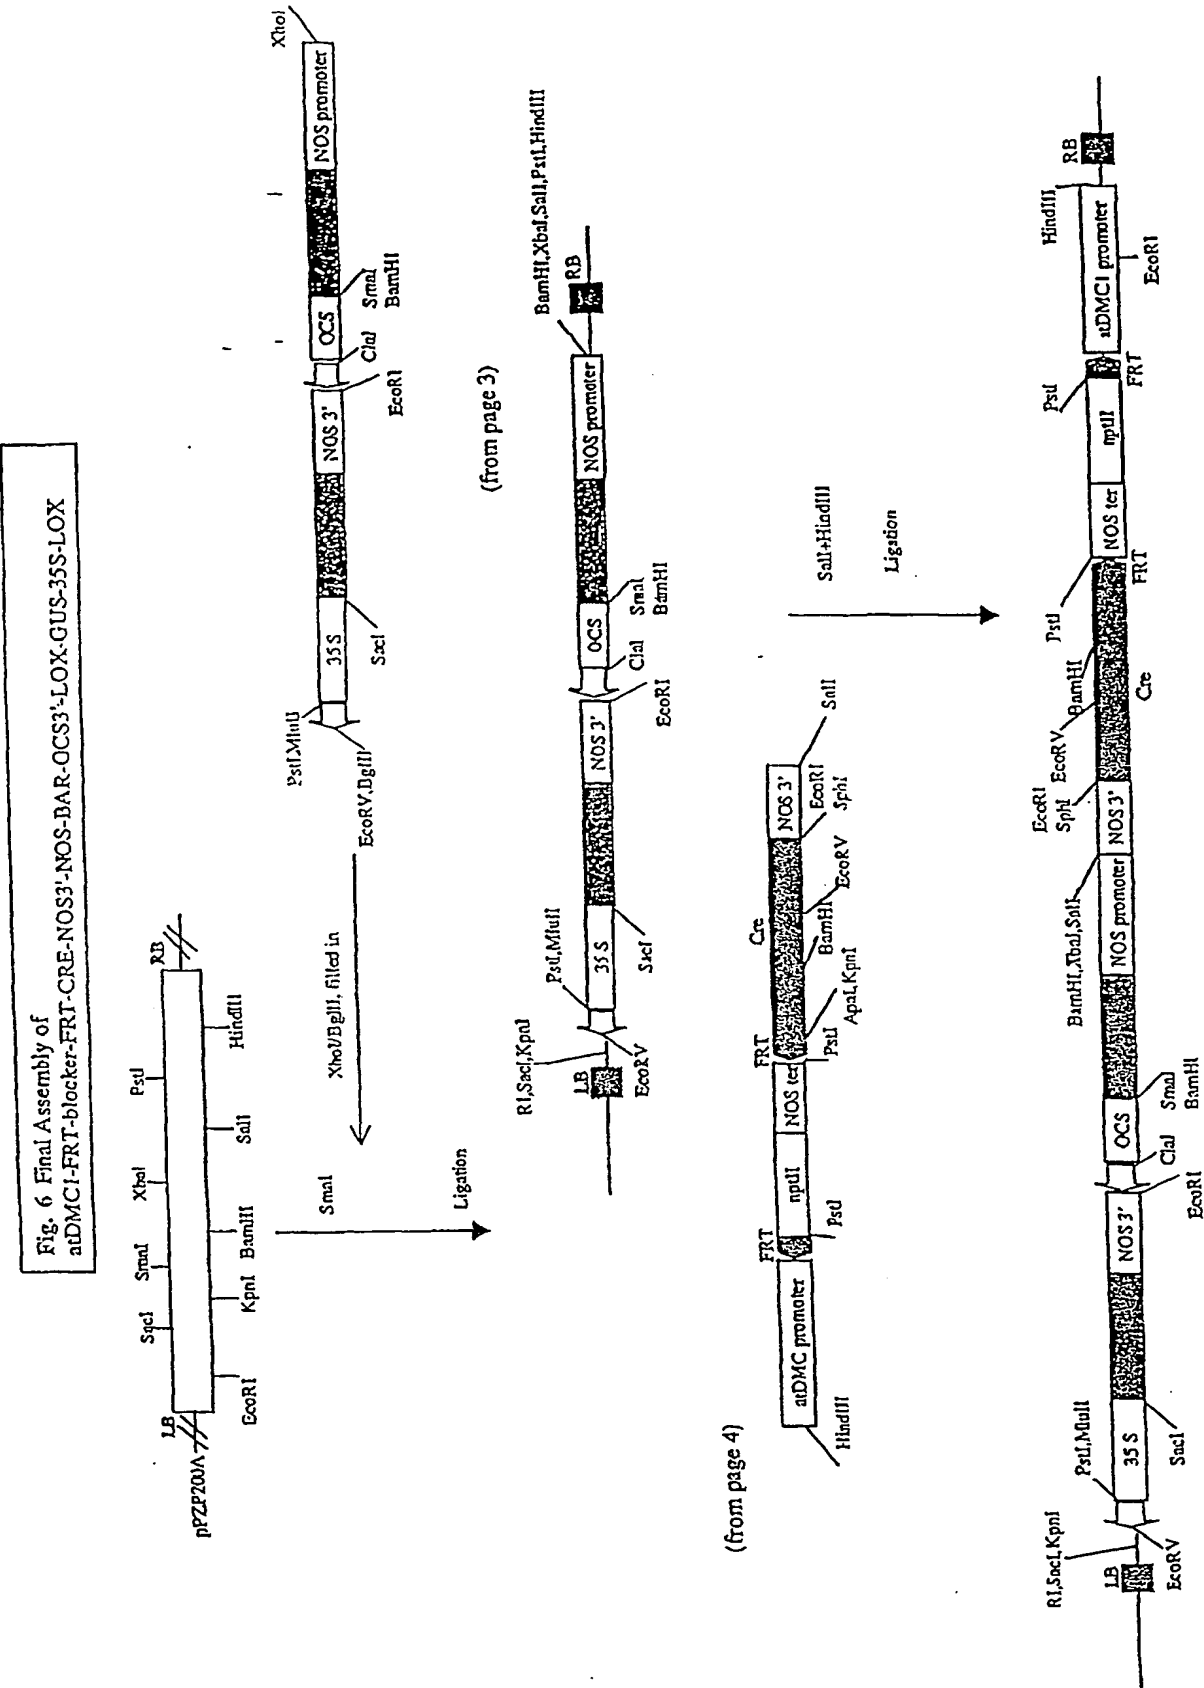 Fig. 6 Final Assembly of
atDMC1-FRT-blocker-FRT-CRE-NOS3'-NOS-BAR-OCS3'-LOX-GUS-35S-LOX
pPZP200A
LB
RB
SacI
SmaI
XbaI
PstI
EcoRI
KpnI
BamHI
SalI
HindIII
XhoI
PstI,MluII
35 S
NOS 3'
OCS
NOS promoter
EcoRV,BglII
SacI
EcoRI
ClaI
SmaI
BamHI
SmaI
XhoI/BglII, filled in
Ligation
(from page 3)
RI,SacI,KpnI
PstI,MluII
BamHI,XbaI,SalI,PstI,HindIII
LB
35 S
NOS 3'
OCS
NOS promoter
RB
EcoRV
SacI
EcoRI
ClaI
SmaI
BamHI
(from page 4)
FRT
FRT
Cre
atDMC promoter
nptII
NOS ter
NOS 3'
HindIII
PstI
PstI
ApaI,KpnI
BamHI
EcoRV
EcoRI
SphI
SalI
SalI+HindIII
Ligation
RI,SacI,KpnI
PstI,MluII
BamHI,XbaI,SalI
EcoRI
SphI
EcoRV
BamHI
PstI
PstI
HindIII
LB
35 S
NOS 3'
OCS
NOS promoter
NOS 3'
NOS ter
nptII
atDMC1 promoter
RB
EcoRV
SacI
EcoRI
ClaI
SmaI
BamHI
Cre
FRT
FRT
EcoRI